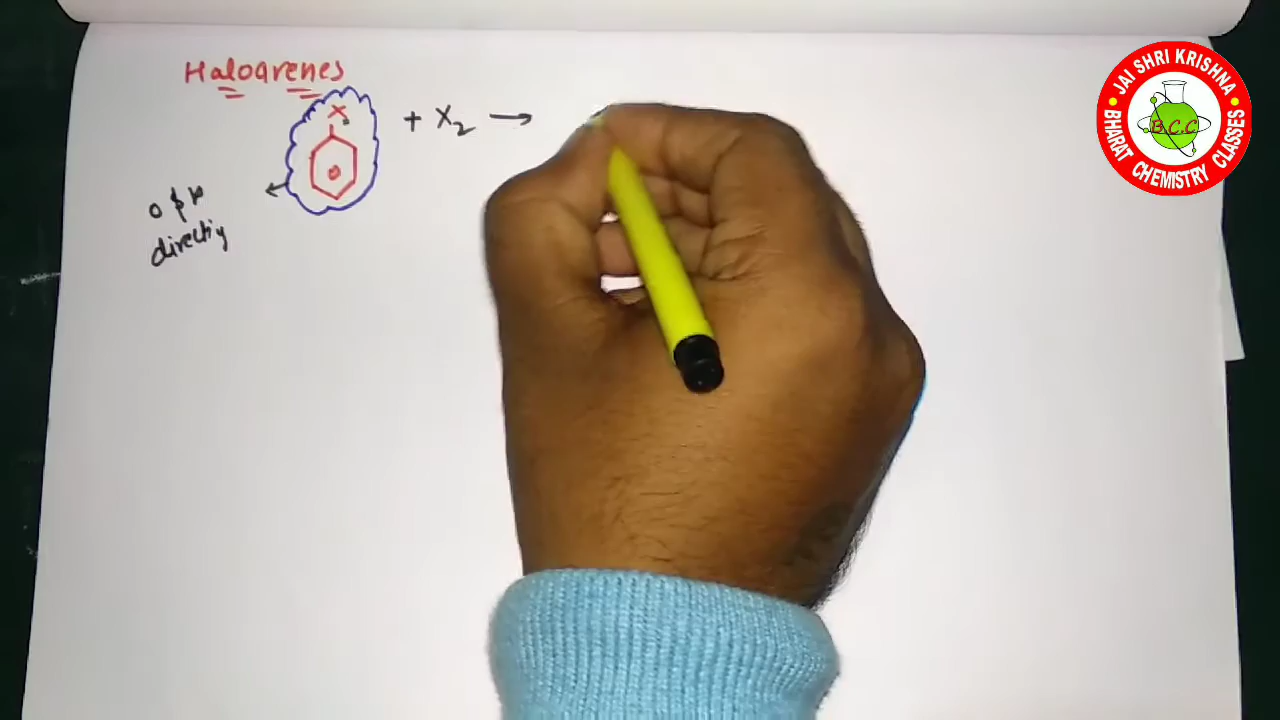 Haloarenes
X
+ X2 →
o & p
directing
JAI SHRI KRISHNA
B.C.C
BHARAT CHEMISTRY CLASSES